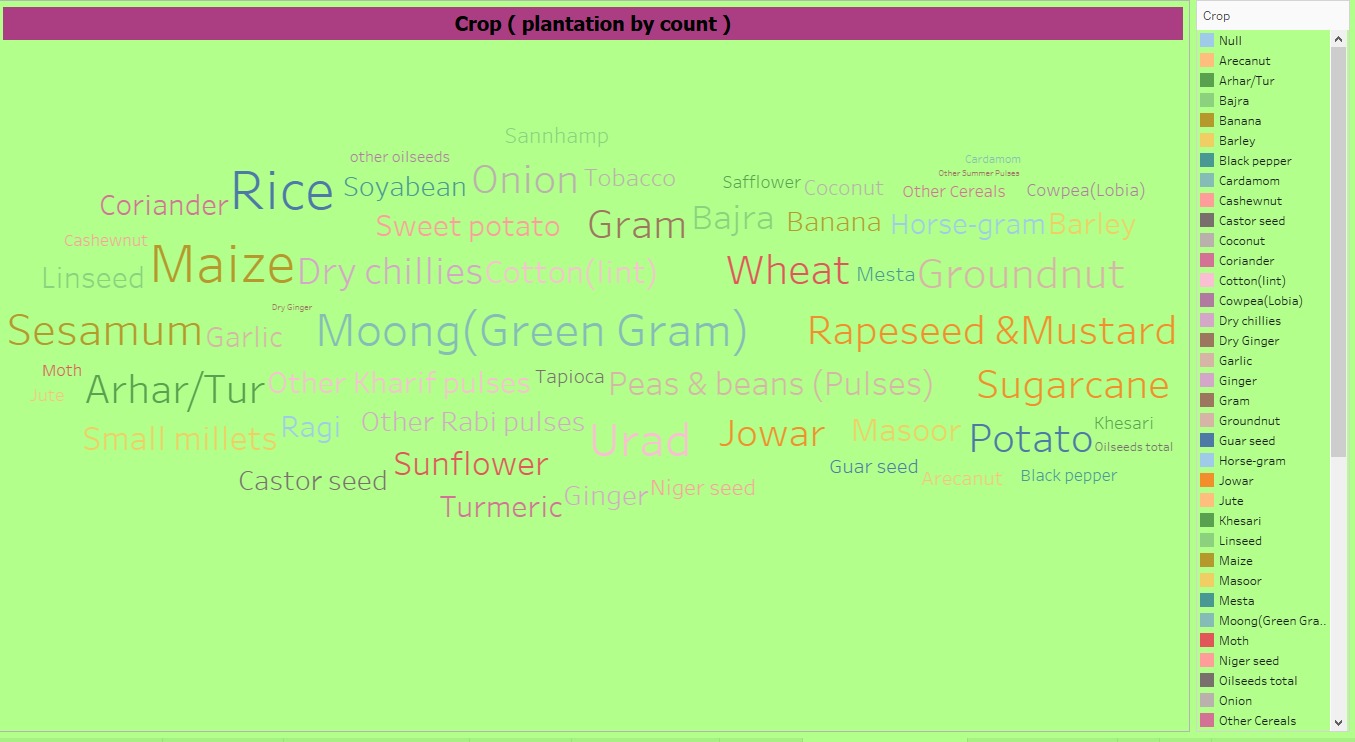 Crop ( plantation by count )
Sannhamp
other oilseeds
Cardamom
Other Summer Pulses
Coriander Rice Soyabean Onion Tobacco Safflower Coconut Other Cereals Cowpea(Lobia)
Cashewnut Sweet potato Gram Bajra Banana Horse-gram Barley
Linseed Maize Dry chillies Cotton(lint) Wheat Mesta Groundnut
Dry Ginger
Sesamum Garlic Moong(Green Gram) Rapeseed &Mustard
Moth
Jute Arhar/Tur Other Kharif pulses Tapioca Peas & beans (Pulses) Sugarcane
Small millets Ragi Other Rabi pulses Urad Jowar Masoor Potato Khesari
Oilseeds total
Castor seed Sunflower Guar seed Arecanut Black pepper
Turmeric Ginger Niger seed
Crop
Null
Arecanut
Arhar/Tur
Bajra
Banana
Barley
Black pepper
Cardamom
Cashewnut
Castor seed
Coconut
Coriander
Cotton(lint)
Cowpea(Lobia)
Dry chillies
Dry Ginger
Garlic
Ginger
Gram
Groundnut
Guar seed
Horse-gram
Jowar
Jute
Khesari
Linseed
Maize
Masoor
Mesta
Moong(Green Gra..
Moth
Niger seed
Oilseeds total
Onion
Other Cereals